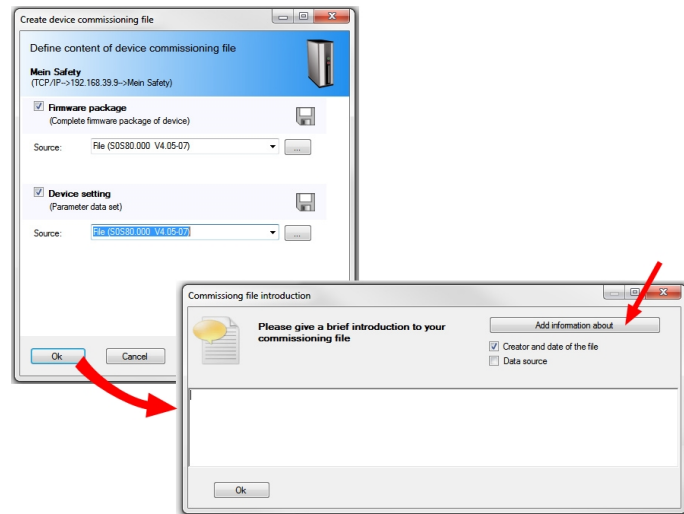 Create device commissioning file
Define content of device commissioning file
Mein Safety
(TCP/IP-->192.168.39.9-->Mein Safety)
Firmware package
(Complete firmware package of device)
Source: File (S0S80.000 V4.05-07) ...
Device setting
(Parameter data set)
Source: File (S0S80.000 V4.05-07) ...
Ok Cancel
Commissiong file introduction
Please give a brief introduction to your
commissioning file
Add information about
Creator and date of the file
Data source
Ok